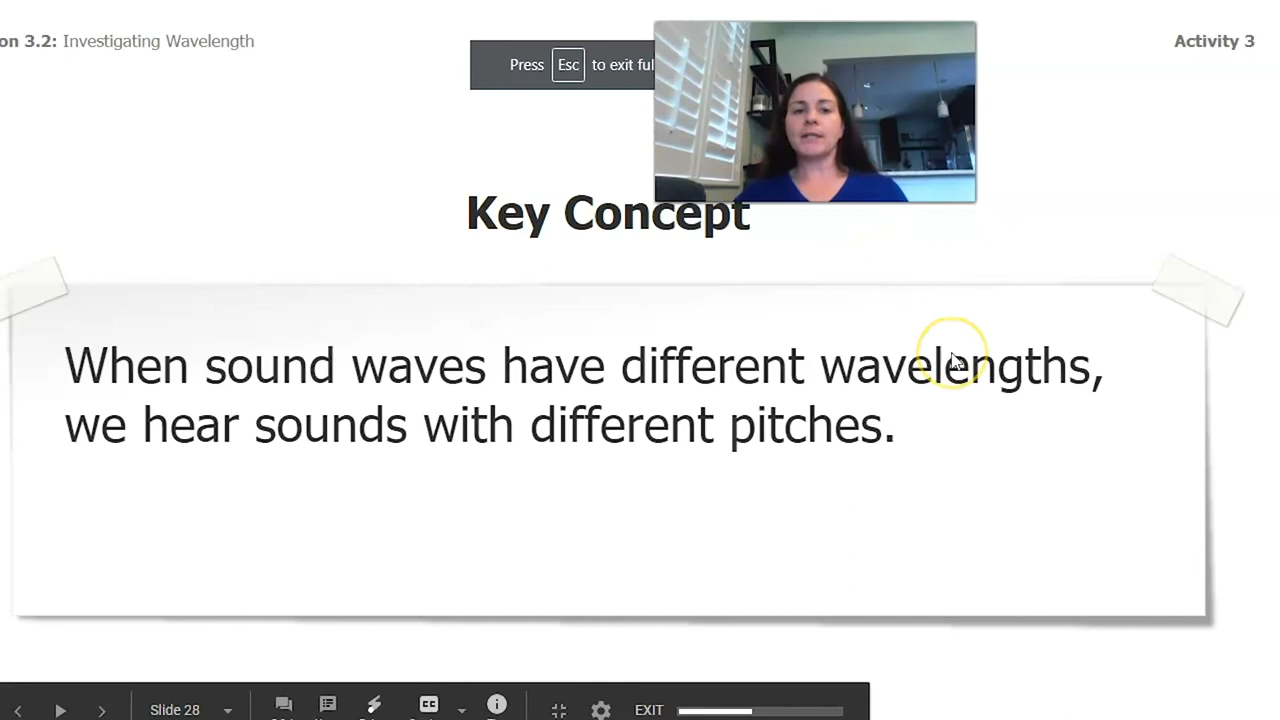 on 3.2: Investigating Wavelength
Activity 3
Press Esc to exit ful
Key Concept
When sound waves have different wavelengths,
we hear sounds with different pitches.
Slide 28
CC
EXIT